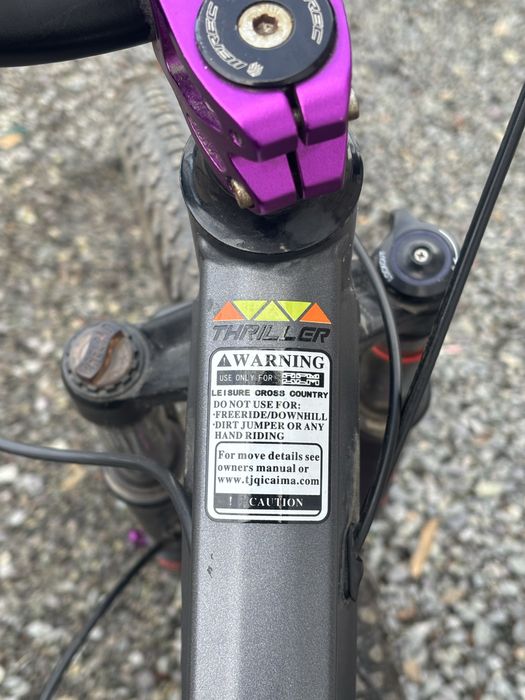 THRILLER
WARNING
USE ONLY FOR
LEISURE CROSS COUNTRY
DO NOT USE FOR:
·FREERIDE/DOWNHILL
·DIRT JUMPER OR ANY
HAND RIDING
For move details see
owners manual or
www.tjqicaima.com
! CAUTION